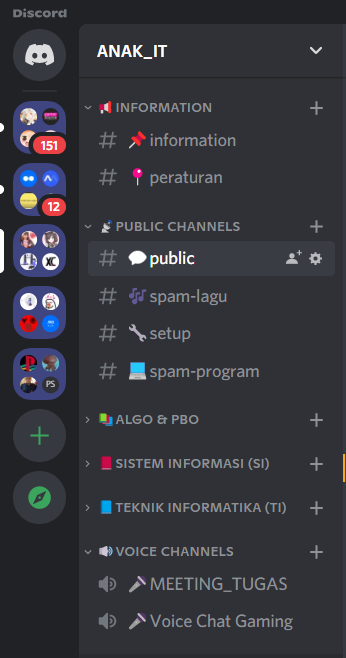 Discord
ANAK_IT
INFORMATION
information
peraturan
PUBLIC CHANNELS
public
spam-lagu
setup
spam-program
ALGO & PBO
SISTEM INFORMASI (SI)
TEKNIK INFORMATIKA (TI)
VOICE CHANNELS
MEETING_TUGAS
Voice Chat Gaming
151
12
PS